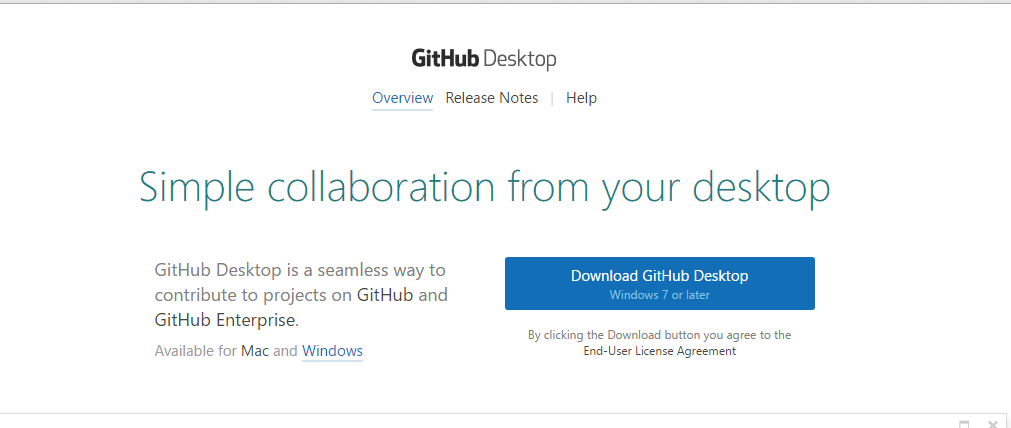 GitHub Desktop
Overview Release Notes | Help
Simple collaboration from your desktop
GitHub Desktop is a seamless way to
contribute to projects on GitHub and
GitHub Enterprise.
Available for Mac and Windows
Download GitHub Desktop
Windows 7 or later
By clicking the Download button you agree to the
End-User License Agreement